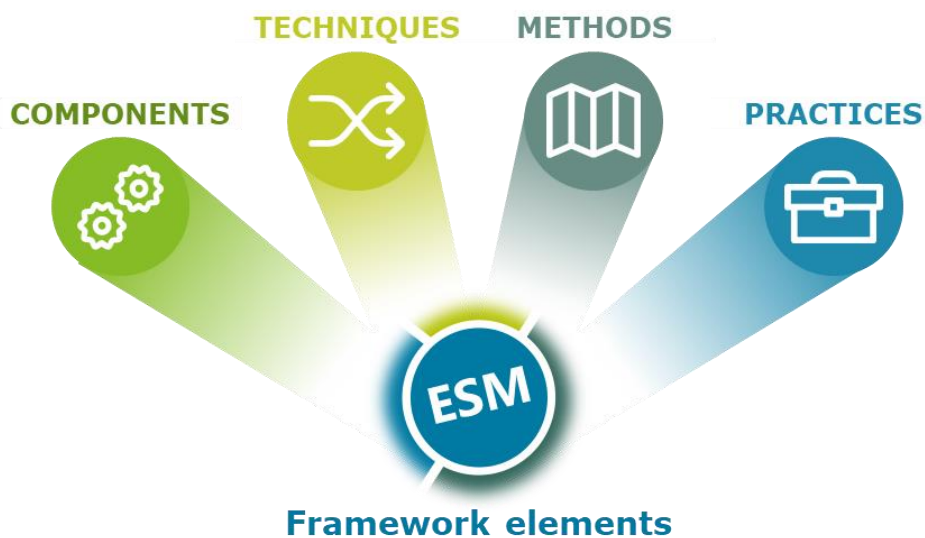 TECHNIQUES
METHODS
COMPONENTS
PRACTICES
ESM
Framework elements